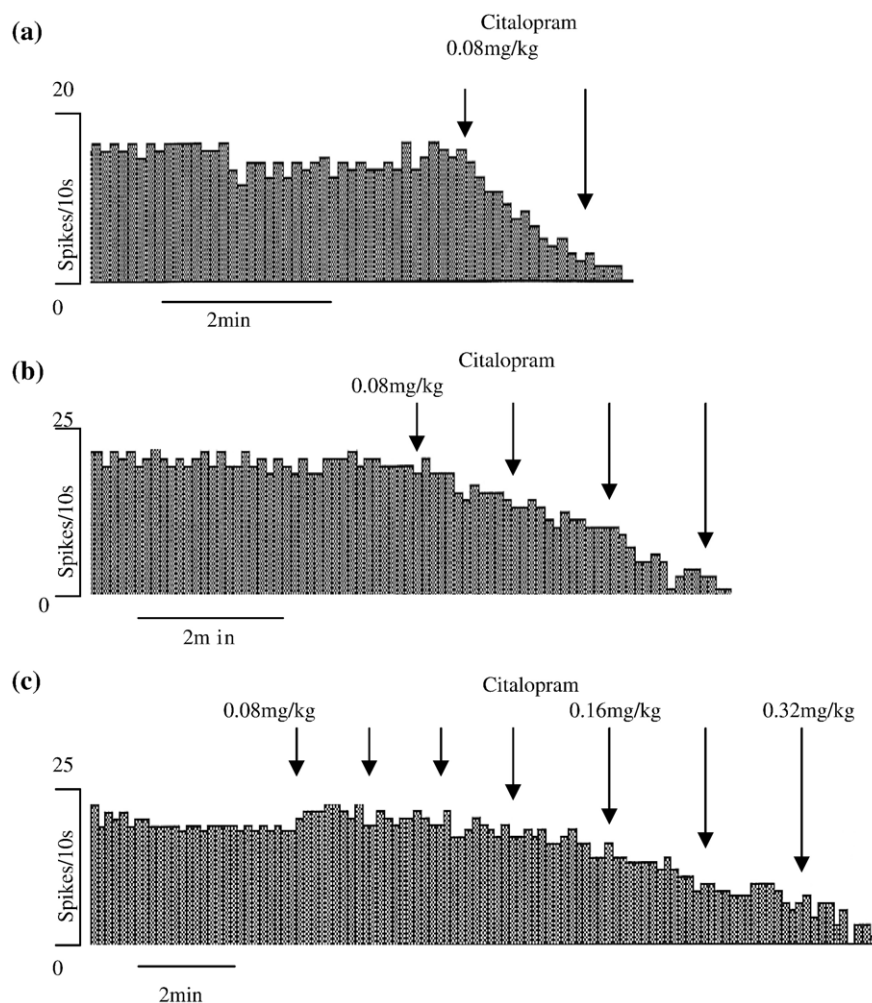 (a)
Citalopram
0.08mg/kg
20
Spikes/10s
0
2min
(b)
Citalopram
0.08mg/kg
25
Spikes/10s
0
2m in
(c)
Citalopram
0.08mg/kg 0.16mg/kg 0.32mg/kg
25
Spikes/10s
0
2min